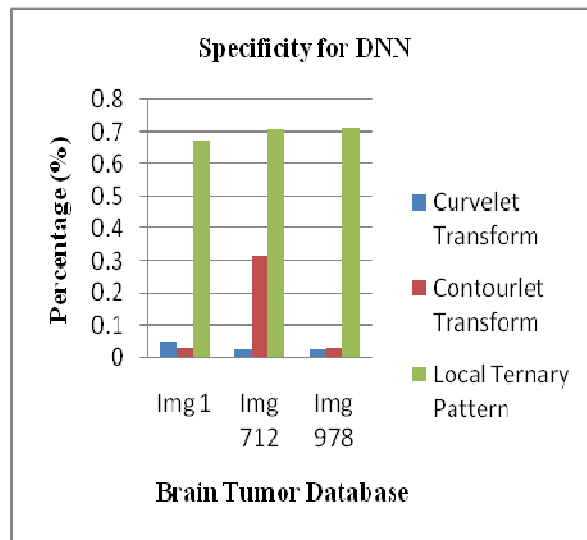 Specificity for DNN
Percentage (%)
0.8
0.7
0.6
0.5
0.4
0.3
0.2
0.1
0
Img 1
Img
712
Img
978
Brain Tumor Database
Curvelet
Transform
Contourlet
Transform
Local Ternary
Pattern